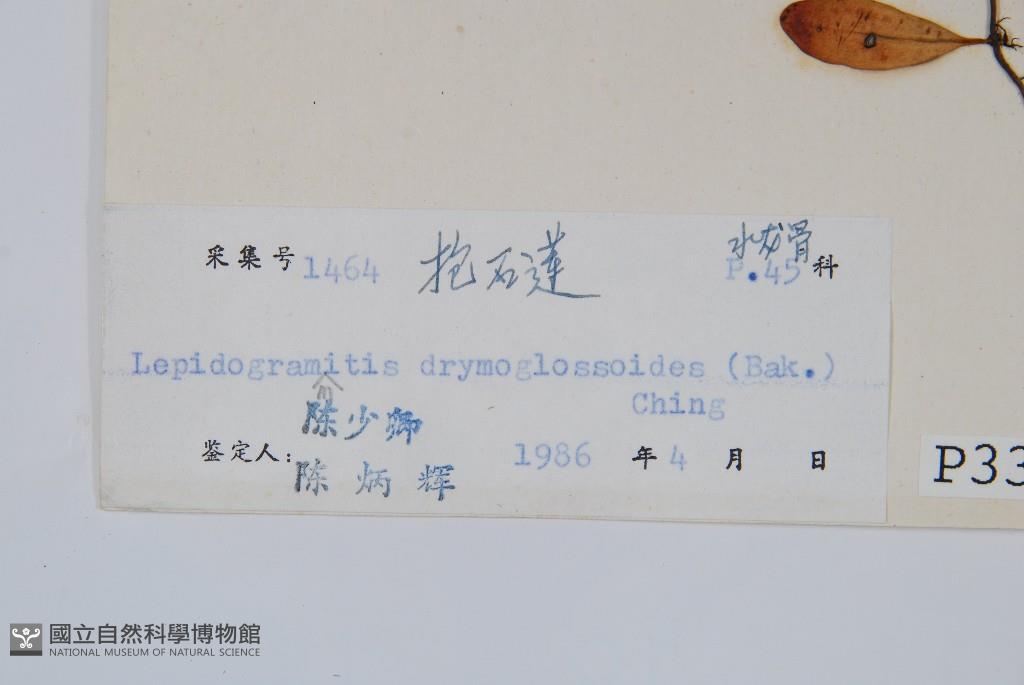 采集号 1464 抱石莲 水龙骨 P.45 科
Lepidogramitis drymoglossoides (Bak.)
m
Ching
陈少卿
鉴定人: 1986 年 4 月 日
陈炳辉
P33
國立自然科學博物館
NATIONAL MUSEUM OF NATURAL SCIENCE